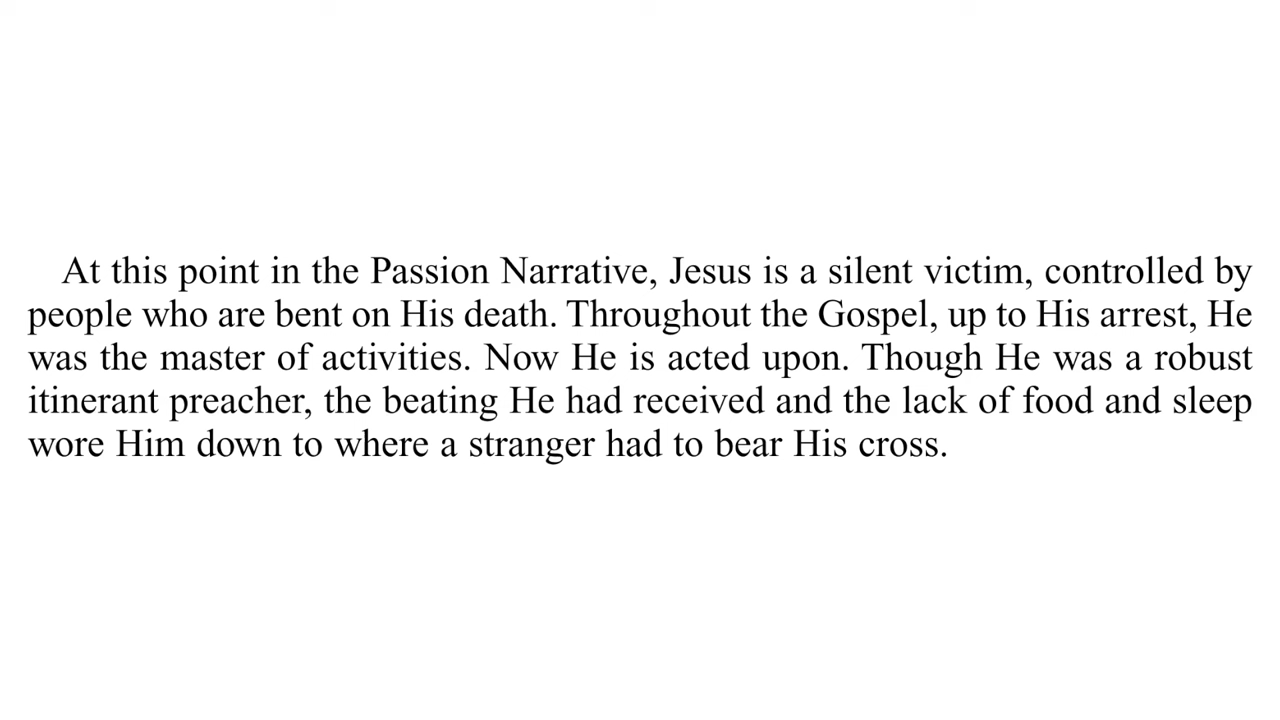 At this point in the Passion Narrative, Jesus is a silent victim, controlled by
people who are bent on His death. Throughout the Gospel, up to His arrest, He
was the master of activities. Now He is acted upon. Though He was a robust
itinerant preacher, the beating He had received and the lack of food and sleep
wore Him down to where a stranger had to bear His cross.